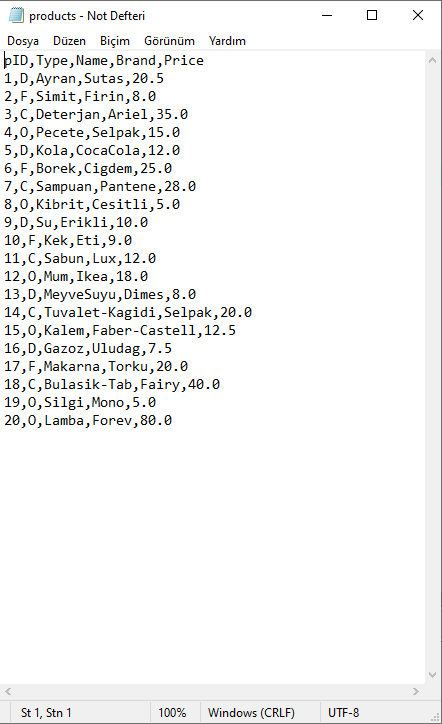 products - Not Defteri
Dosya Düzen Biçim Görünüm Yardım
pID,Type,Name,Brand,Price
1,D,Ayran,Sutas,20.5
2,F,Simit,Firin,8.0
3,C,Deterjan,Ariel,35.0
4,O,Pecete,Selpak,15.0
5,D,Kola,CocaCola,12.0
6,F,Borek,Cigdem,25.0
7,C,Sampuan,Pantene,28.0
8,O,Kibrit,Cesitli,5.0
9,D,Su,Erikli,10.0
10,F,Kek,Eti,9.0
11,C,Sabun,Lux,12.0
12,O,Mum,Ikea,18.0
13,D,MeyveSuyu,Dimes,8.0
14,C,Tuvalet-Kagidi,Selpak,20.0
15,O,Kalem,Faber-Castell,12.5
16,D,Gazoz,Uludag,7.5
17,F,Makarna,Torku,20.0
18,C,Bulasik-Tab,Fairy,40.0
19,O,Silgi,Mono,5.0
20,O,Lamba,Forev,80.0
St 1, Stn 1 100% Windows (CRLF) UTF-8